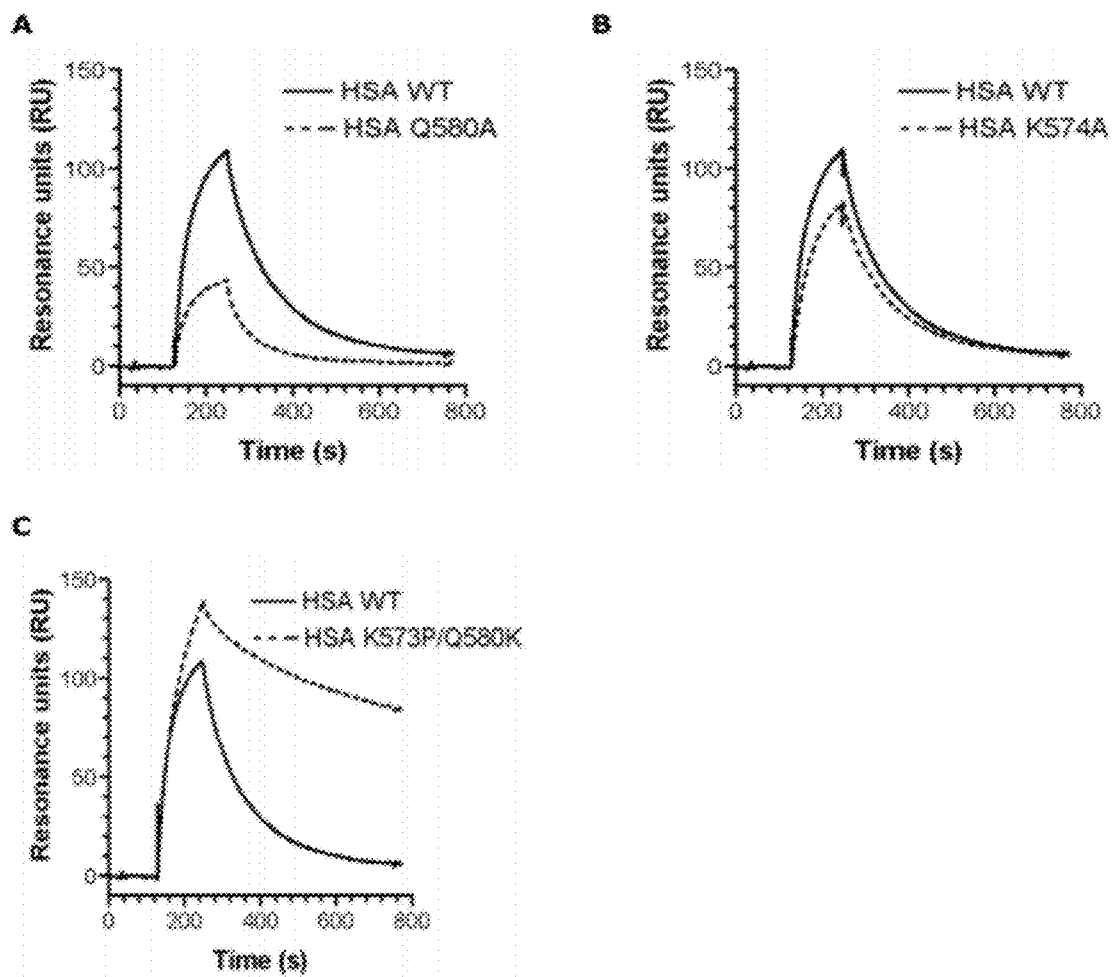 A
B
150
HSA WT
HSA Q580A
100
50
0
Resonance units (RU)
0 200 400 600 800
Time (s)
150
HSA WT
HSA K574A
100
50
0
Resonance units (RU)
0 200 400 600 800
Time (s)
C
150
HSA WT
HSA K573P/Q580K
100
50
0
Resonance units (RU)
0 200 400 600 800
Time (s)